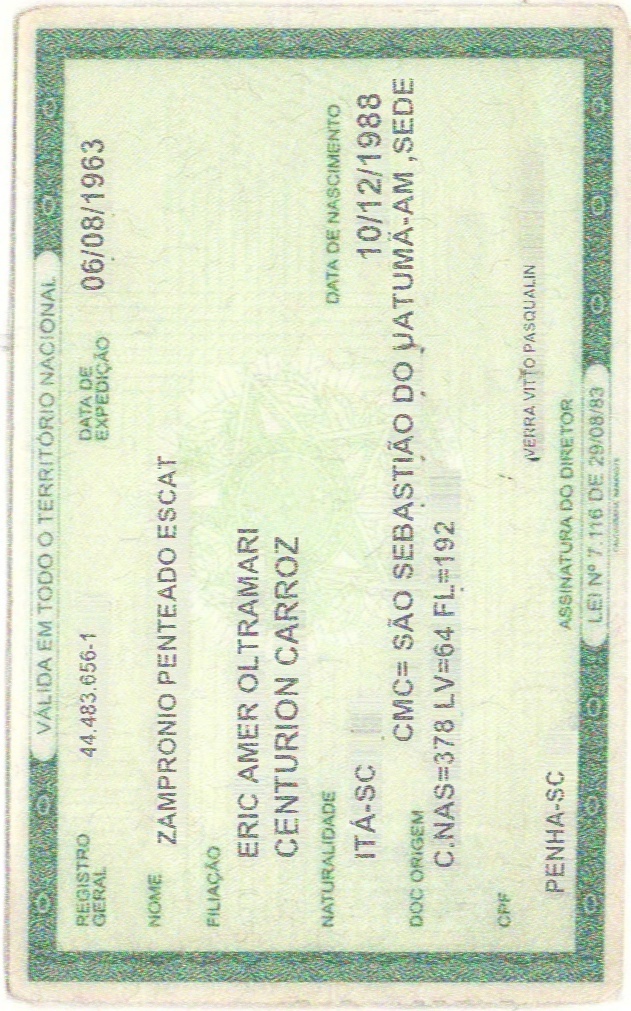 VÁLIDA EM TODO O TERRITÓRIO NACIONAL
REGISTRO GERAL 44.483.656-1 DATA DE EXPEDIÇÃO 06/08/1963
NOME ZAMPRONIO PENTEADO ESCAT
FILIAÇÃO
ERIC AMER OLTRAMARI
CENTURION CARROZ
NATURALIDADE DATA DE NASCIMENTO
ITÁ-SC 10/12/1988
DOC ORIGEM CMC= SÃO SEBASTIÃO DO UATUMÃ-AM ,SEDE
C.NAS=378 LV=64 FL=192
CPF
VERRA VITTO PASQUALIN
PENHA-SC
ASSINATURA DO DIRETOR
LEI Nº 7.116 DE 29/08/83